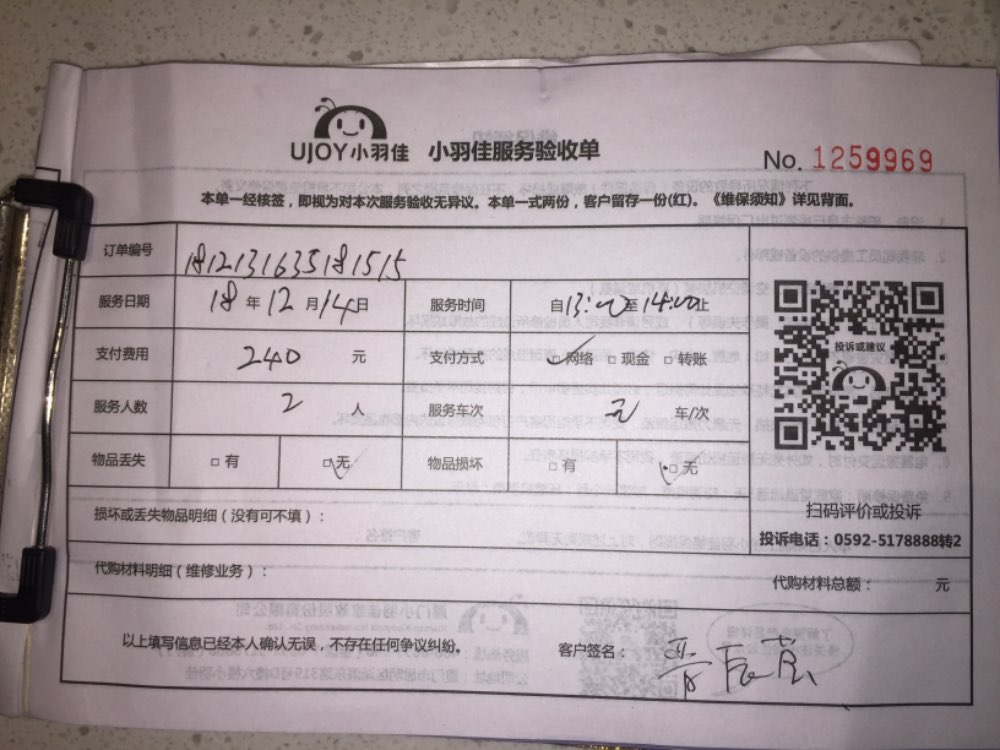 UJOY小羽佳 小羽佳服务验收单
No. 1259969
本单一经核签，即视为对本次服务验收无异议。本单一式两份，客户留存一份(红)。《维保须知》详见背面。
订单编号 1812131635181515
服务日期 18 年 12 月 14 日 服务时间 自 13:00 至 14:00 止
支付费用 240 元 支付方式 网络 □ 现金 □ 转账
服务人数 2 人 服务车次 车/次
物品丢失 □ 有 □ 无 物品损坏 □ 有 □ 无
投诉或建议
扫码评价或投诉
投诉电话：0592-5178888转2
损坏或丢失物品明细（没有可不填）：
代购材料明细（维修业务）： 代购材料总额： 元
以上填写信息已经本人确认无误，不存在任何争议纠纷。 客户签名：